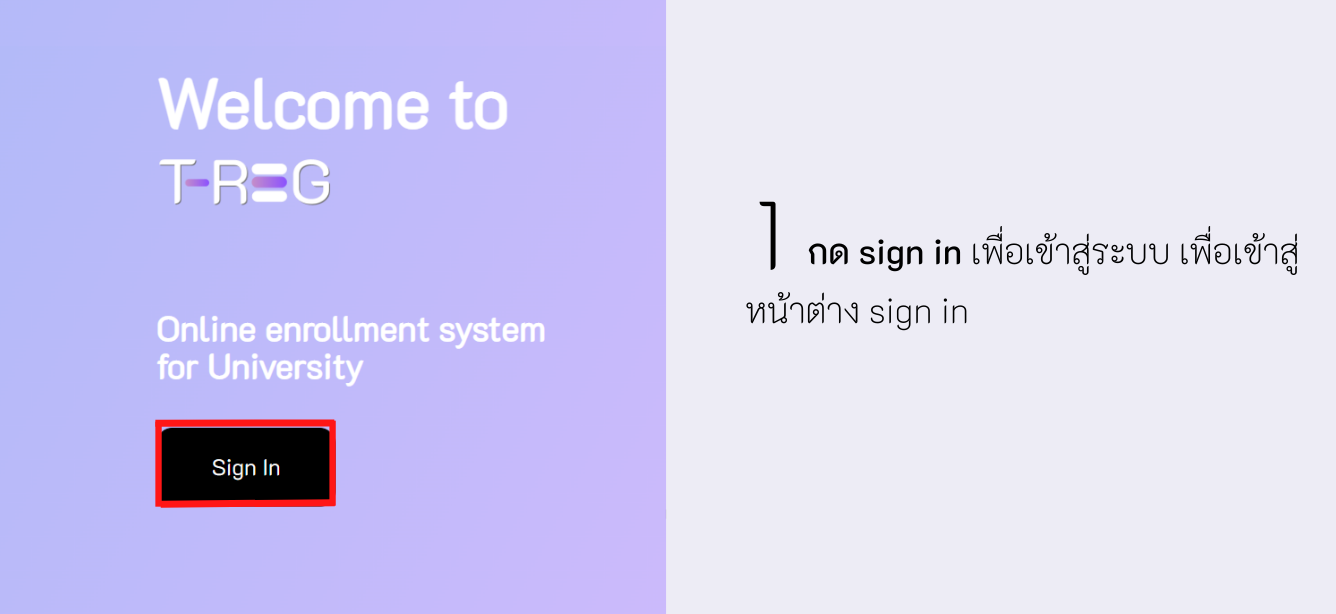 Welcome to
T-REG
Online enrollment system
for University
Sign In
1 กด sign in เพื่อเข้าสู่ระบบ เพื่อเข้าสู่
หน้าต่าง sign in